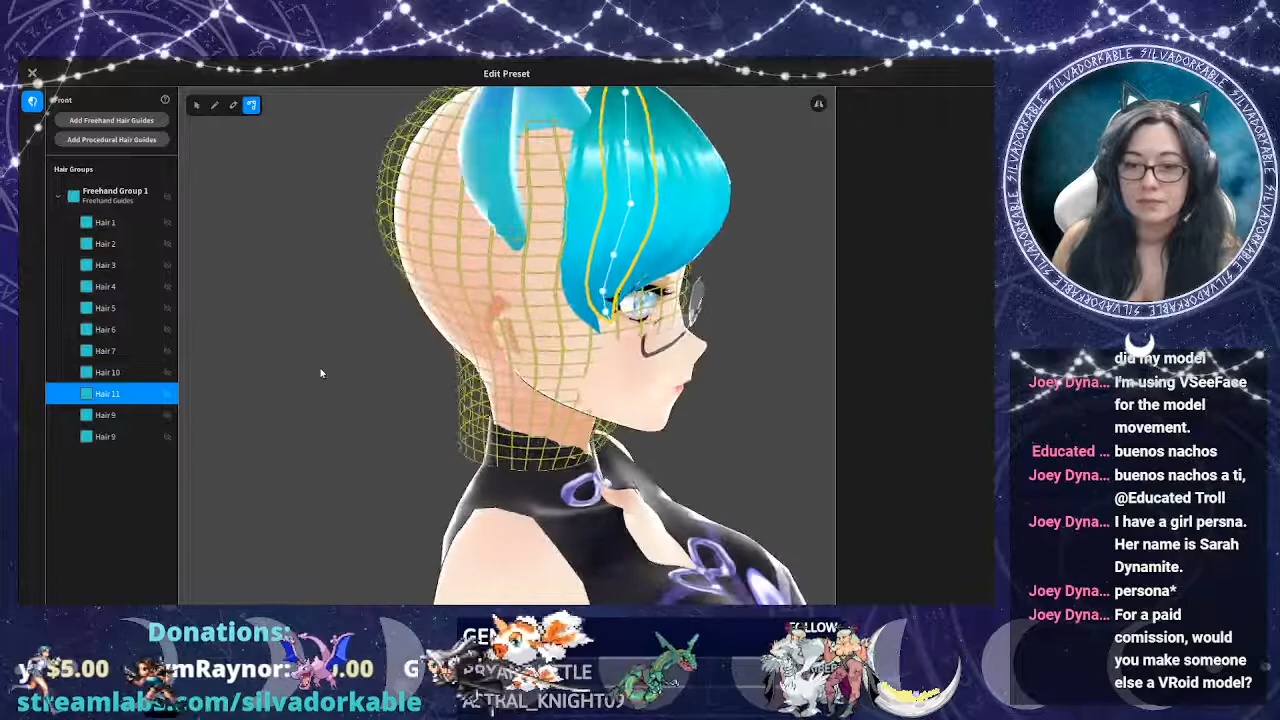 Edit Preset
Front
Add Freehand Hair Guides
Add Procedural Hair Guides
Hair Groups
Freehand Group 1
Freehand Guides
Hair 1
Hair 2
Hair 3
Hair 4
Hair 5
Hair 6
Hair 7
Hair 10
Hair 11
Hair 9
Hair 9
SILVADORKABLE SILVADORKABLE SILVADORKABLE SILVADORKABLE
did my model
Joey Dyna... I'm using VSeeFace
for the model
movement.
Educated ... buenos nachos
Joey Dyna... buenos nachos a ti,
@Educated Troll
Joey Dyna... I have a girl persna.
Her name is Sarah
Dynamite.
Joey Dyna... persona*
Joey Dyna... For a paid
comission, would
you make someone
else a VRoid model?
Donations:
$5.00
streamlabs.com/silvadorkable
FOLLOW